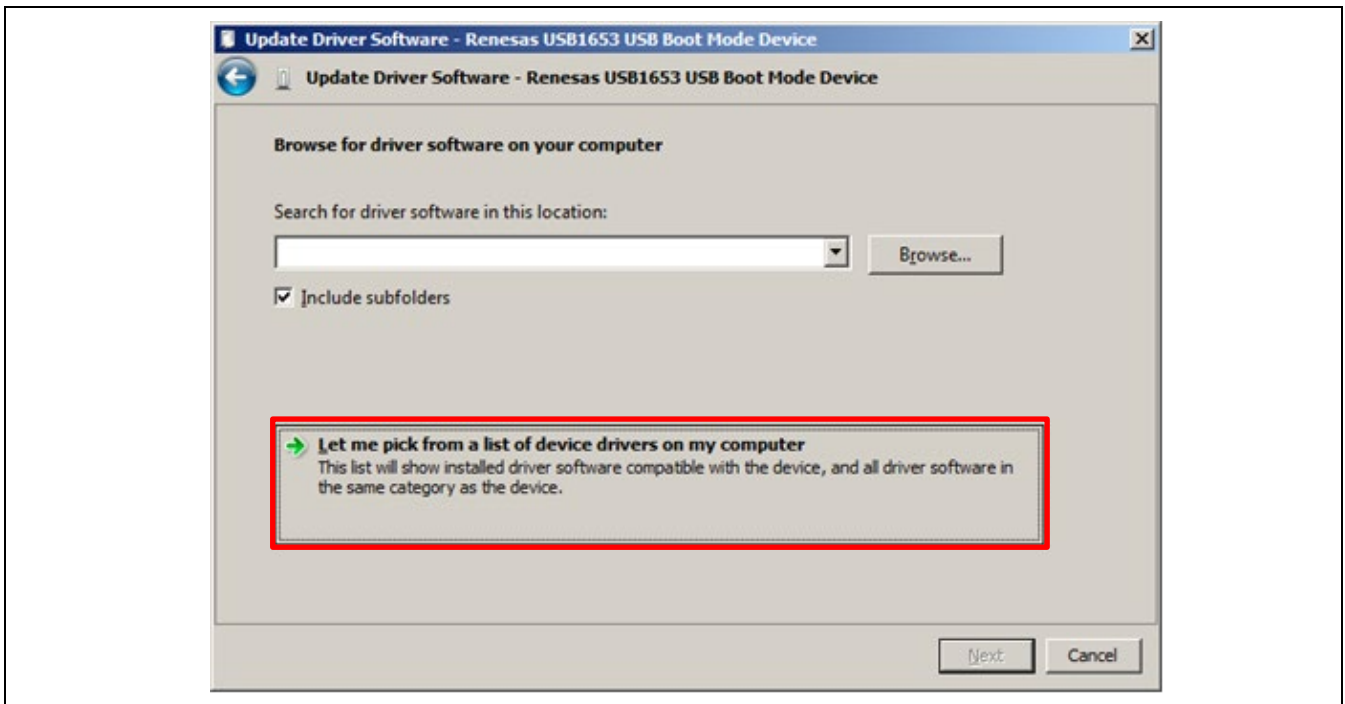 Update Driver Software - Renesas USB1653 USB Boot Mode Device
Update Driver Software - Renesas USB1653 USB Boot Mode Device
Browse for driver software on your computer
Search for driver software in this location:
Browse...
Include subfolders
Let me pick from a list of device drivers on my computer
This list will show installed driver software compatible with the device, and all driver software in
the same category as the device.
Next
Cancel